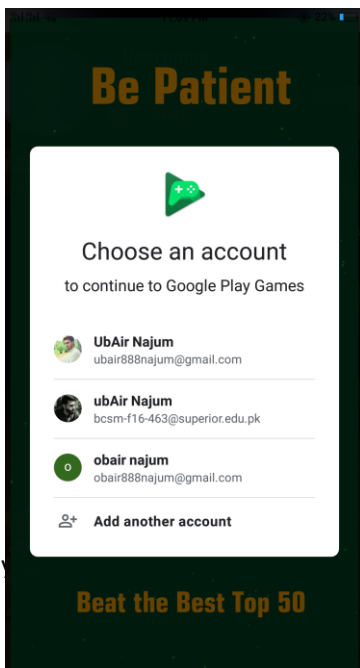 Be Patient
Choose an account
to continue to Google Play Games
UbAir Najum
ubair888najum@gmail.com
ubAir Najum
bcsm-f16-463@superior.edu.pk
o
obair najum
obair888najum@gmail.com
Add another account
Beat the Best Top 50